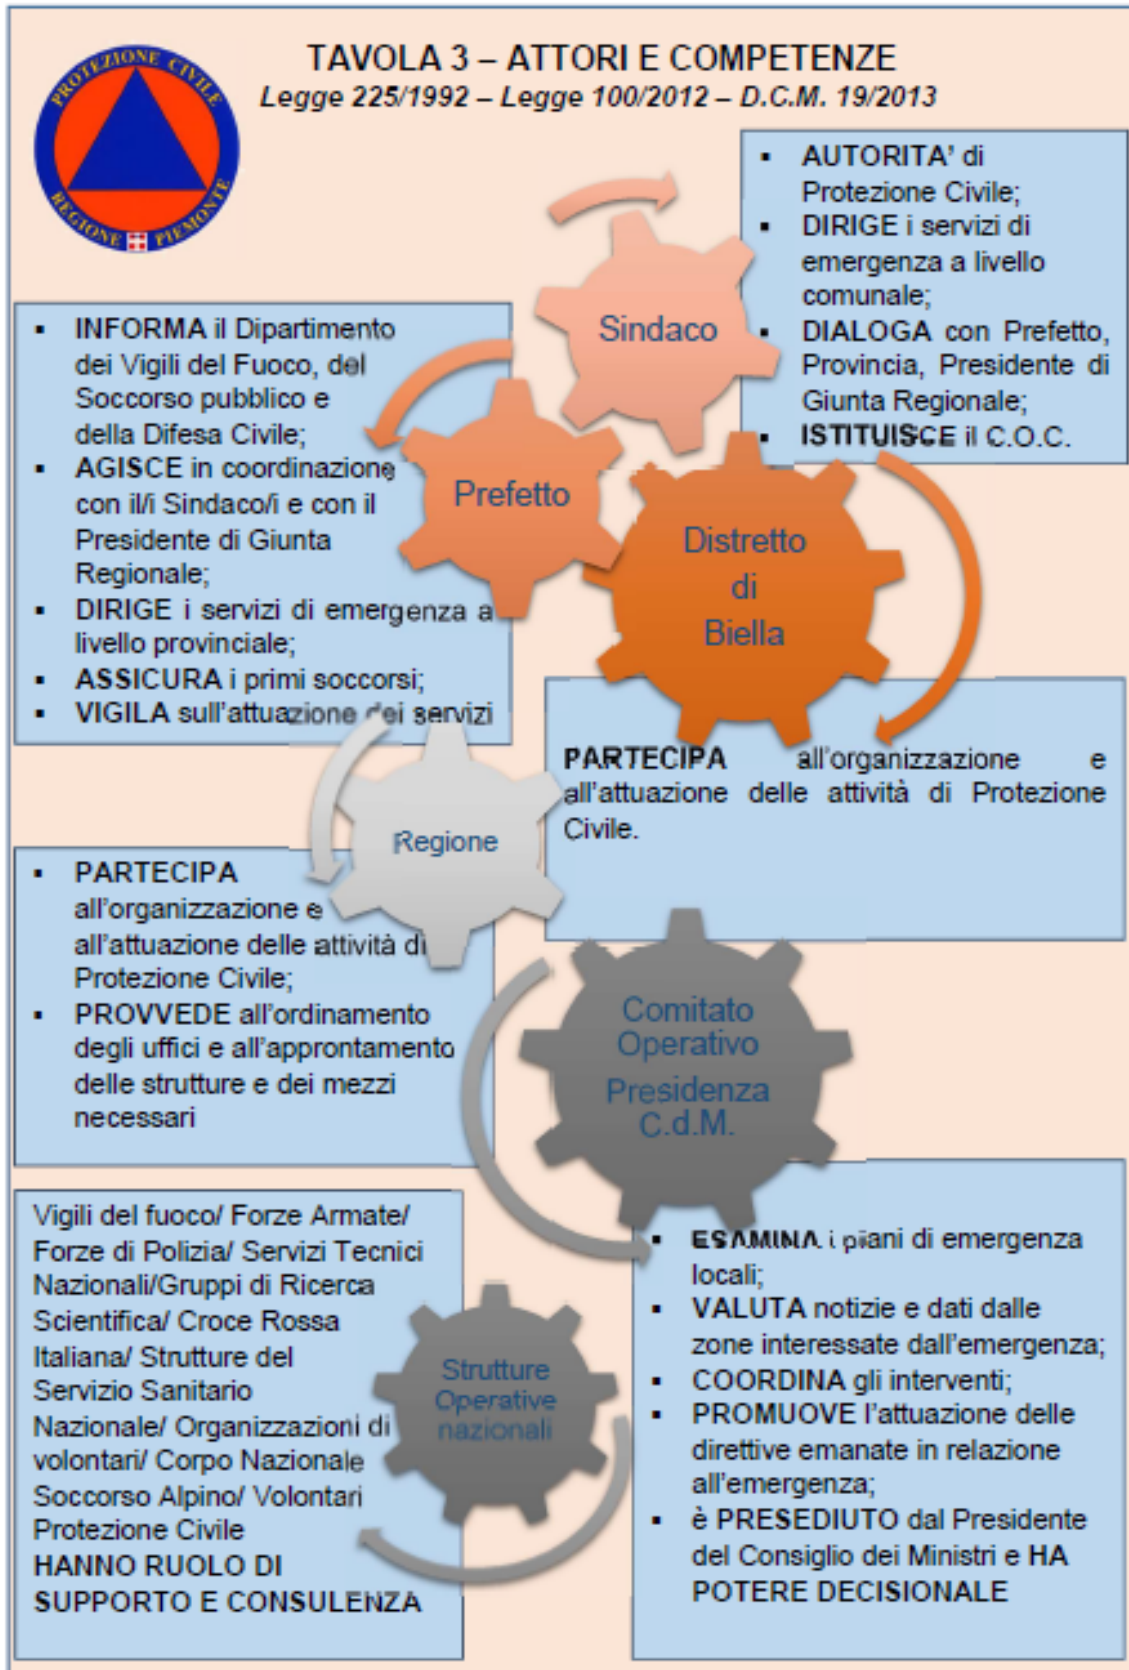 PROTEZIONE CIVILE
REGIONE PIEMONTE
TAVOLA 3 – ATTORI E COMPETENZE
Legge 225/1992 – Legge 100/2012 – D.C.M. 19/2013
▪ AUTORITA' di
Protezione Civile;
▪ DIRIGE i servizi di
emergenza a livello
comunale;
▪ DIALOGA con Prefetto,
Provincia, Presidente di
Giunta Regionale;
▪ ISTITUISCE il C.O.C.
Sindaco
▪ INFORMA il Dipartimento
dei Vigili del Fuoco, del
Soccorso pubblico e
della Difesa Civile;
▪ AGISCE in coordinazione
con il/i Sindaco/i e con il
Presidente di Giunta
Regionale;
▪ DIRIGE i servizi di emergenza a
livello provinciale;
▪ ASSICURA i primi soccorsi;
▪ VIGILA sull'attuazione dei servizi
Prefetto
Distretto
di
Biella
PARTECIPA all'organizzazione e
all'attuazione delle attività di Protezione
Civile.
Regione
▪ PARTECIPA
all'organizzazione e
all'attuazione delle attività di
Protezione Civile;
▪ PROVVEDE all'ordinamento
degli uffici e all'approntamento
delle strutture e dei mezzi
necessari
Comitato
Operativo
Presidenza
C.d.M.
▪ ESAMINA i piani di emergenza
locali;
▪ VALUTA notizie e dati dalle
zone interessate dall'emergenza;
▪ COORDINA gli interventi;
▪ PROMUOVE l'attuazione delle
direttive emanate in relazione
all'emergenza;
▪ è PRESEDIUTO dal Presidente
del Consiglio dei Ministri e HA
POTERE DECISIONALE
Vigili del fuoco/ Forze Armate/
Forze di Polizia/ Servizi Tecnici
Nazionali/Gruppi di Ricerca
Scientifica/ Croce Rossa
Italiana/ Strutture del
Servizio Sanitario
Nazionale/ Organizzazioni di
volontari/ Corpo Nazionale
Soccorso Alpino/ Volontari
Protezione Civile
HANNO RUOLO DI
SUPPORTO E CONSULENZA
Strutture
Operative
nazionali